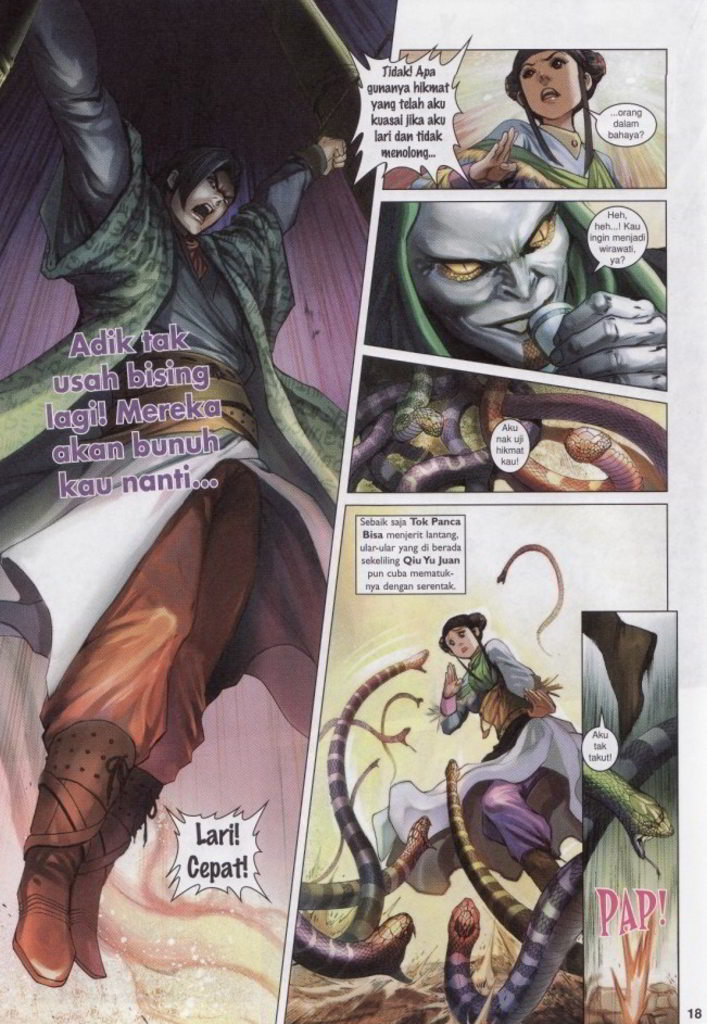 Adik tak
usah bising
lagi! Mereka
akan bunuh
kau nanti...
Lari!
Cepat!
Tidak! Apa
gunanya hikmat
yang telah aku
kuasai jika aku
lari dan tidak
menolong...
...orang
dalam
bahaya?
Heh,
heh...! Kau
ingin menjadi
wirawati,
ya?
Aku
nak uji
hikmat
kau!
Sebaik saja Tok Panca
Bisa menjerit lantang,
ular-ular yang di berada
sekeliling Qiu Yu Juan
pun cuba mematuk-
nya dengan serentak.
Aku
tak
takut!
PAP!
18